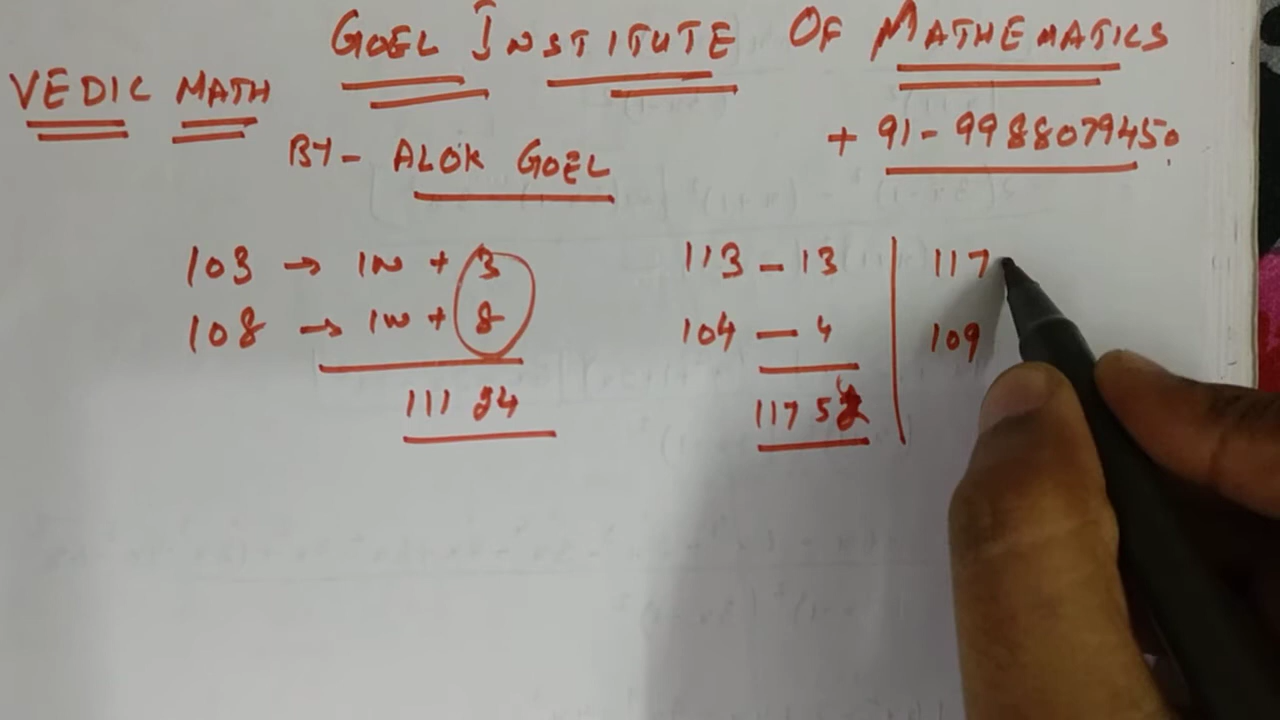 GOEL INSTITUTE OF MATHEMATICS
VEDIC MATH
BY - ALOK GOEL
+ 91 - 9988079450
103 → 100 + 3
108 → 100 + 8
111 24
113 - 13
104 - 4
117 52
117
109